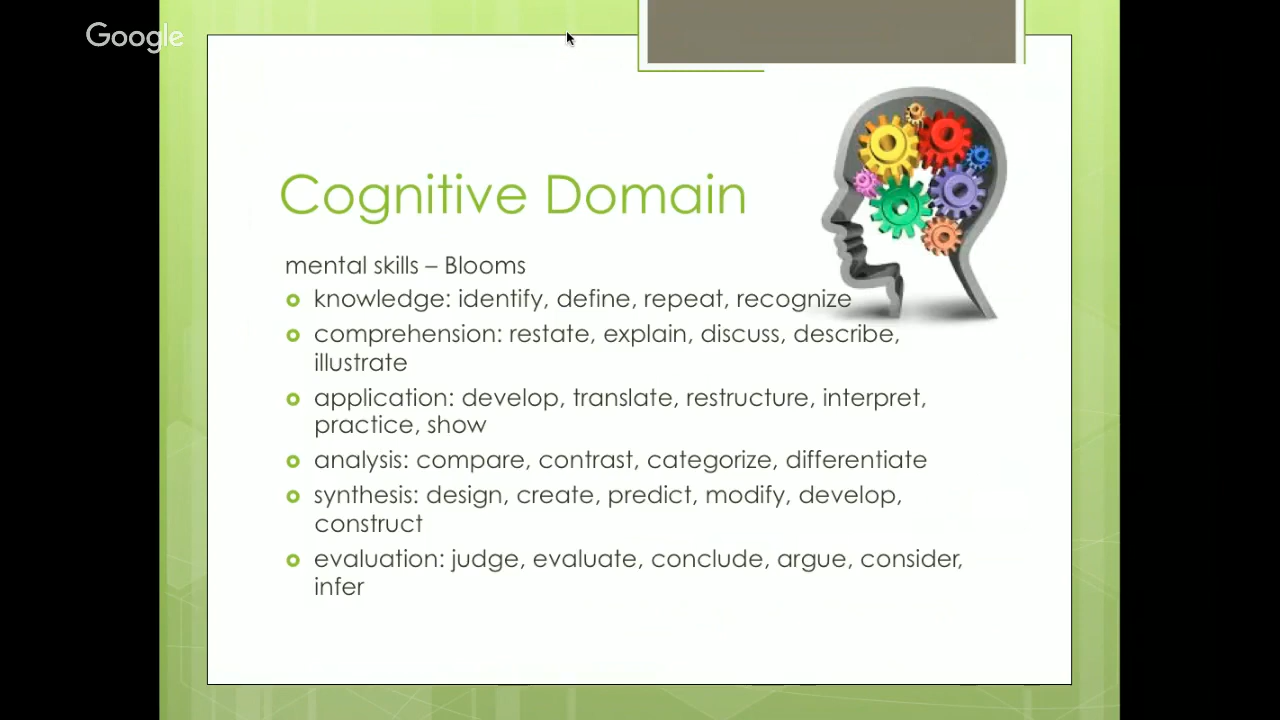 Google
Cognitive Domain
mental skills – Blooms
knowledge: identify, define, repeat, recognize
comprehension: restate, explain, discuss, describe,
illustrate
application: develop, translate, restructure, interpret,
practice, show
analysis: compare, contrast, categorize, differentiate
synthesis: design, create, predict, modify, develop,
construct
evaluation: judge, evaluate, conclude, argue, consider,
infer